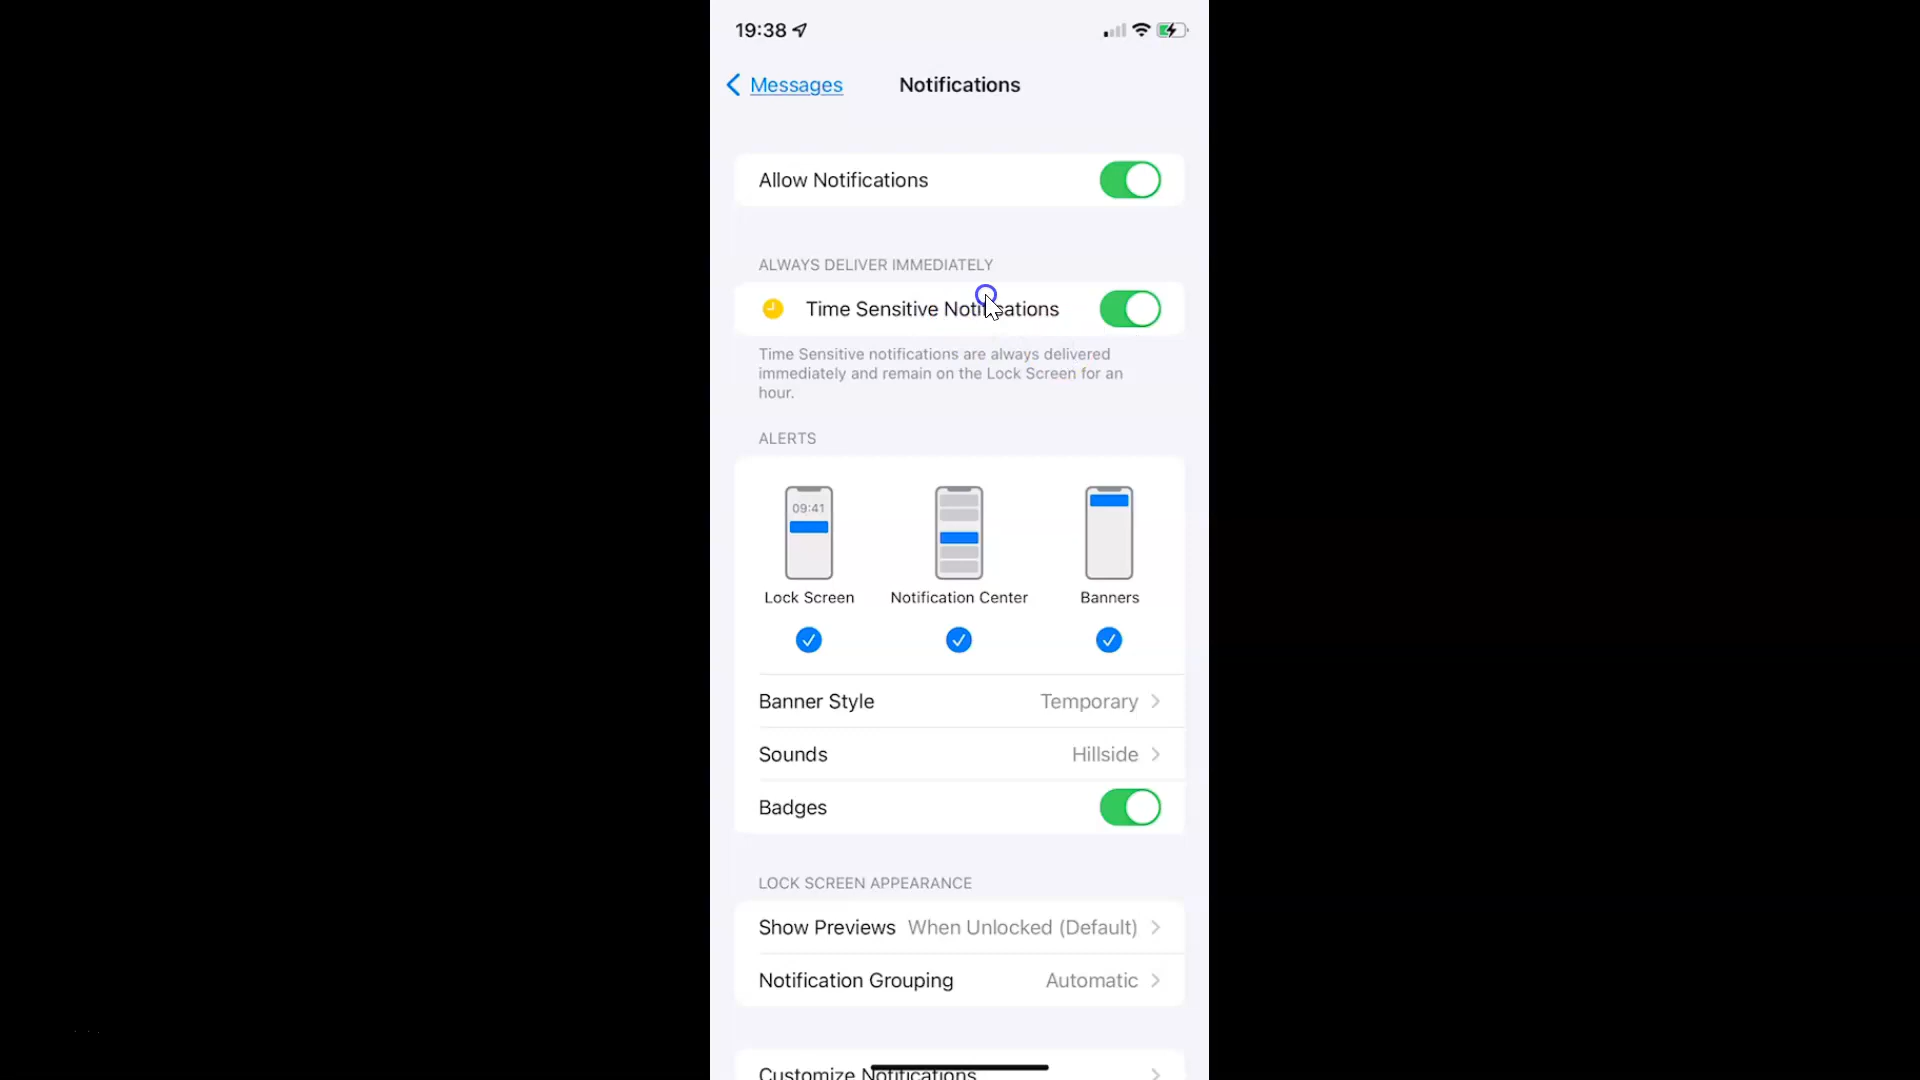 19:38
Messages
Notifications
Allow Notifications
ALWAYS DELIVER IMMEDIATELY
Time Sensitive Notifications
Time Sensitive notifications are always delivered
immediately and remain on the Lock Screen for an
hour.
ALERTS
09:41
Lock Screen Notification Center Banners
Banner Style Temporary
Sounds Hillside
Badges
LOCK SCREEN APPEARANCE
Show Previews When Unlocked (Default)
Notification Grouping Automatic
Customize Notifications